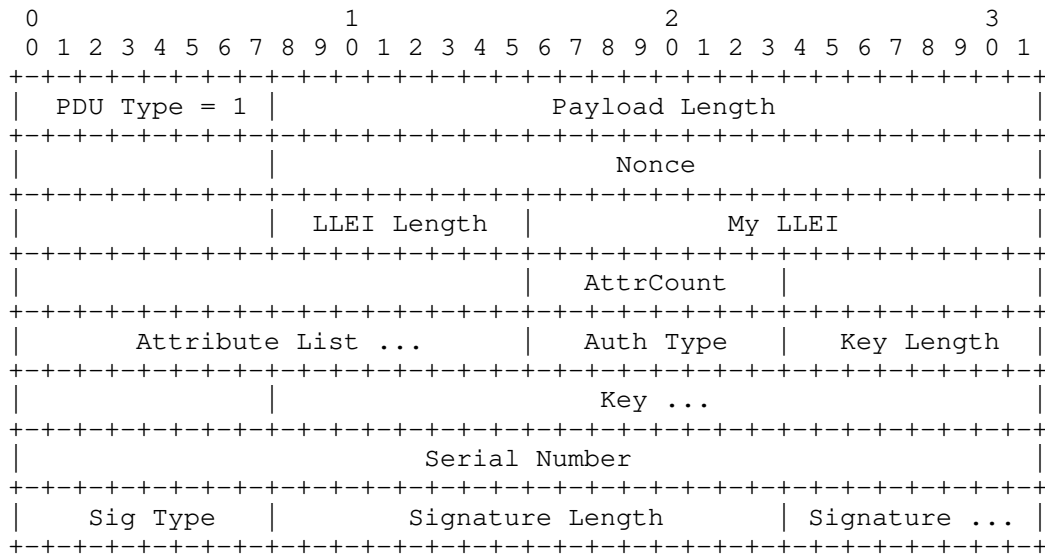 0                   1                   2                   3
 0 1 2 3 4 5 6 7 8 9 0 1 2 3 4 5 6 7 8 9 0 1 2 3 4 5 6 7 8 9 0 1
+-+-+-+-+-+-+-+-+-+-+-+-+-+-+-+-+-+-+-+-+-+-+-+-+-+-+-+-+-+-+-+-+
|  PDU Type = 1 |                 Payload Length                |
+-+-+-+-+-+-+-+-+-+-+-+-+-+-+-+-+-+-+-+-+-+-+-+-+-+-+-+-+-+-+-+-+
|               |                     Nonce                     |
+-+-+-+-+-+-+-+-+-+-+-+-+-+-+-+-+-+-+-+-+-+-+-+-+-+-+-+-+-+-+-+-+
|               |  LLEI Length  |            My LLEI            |
+-+-+-+-+-+-+-+-+-+-+-+-+-+-+-+-+-+-+-+-+-+-+-+-+-+-+-+-+-+-+-+-+
|                               |   AttrCount   |               |
+-+-+-+-+-+-+-+-+-+-+-+-+-+-+-+-+-+-+-+-+-+-+-+-+-+-+-+-+-+-+-+-+
|       Attribute List ...      |   Auth Type   |   Key Length  |
+-+-+-+-+-+-+-+-+-+-+-+-+-+-+-+-+-+-+-+-+-+-+-+-+-+-+-+-+-+-+-+-+
|               |                    Key ...                    |
+-+-+-+-+-+-+-+-+-+-+-+-+-+-+-+-+-+-+-+-+-+-+-+-+-+-+-+-+-+-+-+-+
|                         Serial Number                         |
+-+-+-+-+-+-+-+-+-+-+-+-+-+-+-+-+-+-+-+-+-+-+-+-+-+-+-+-+-+-+-+-+
|    Sig Type   |        Signature Length       | Signature ... |
+-+-+-+-+-+-+-+-+-+-+-+-+-+-+-+-+-+-+-+-+-+-+-+-+-+-+-+-+-+-+-+-+